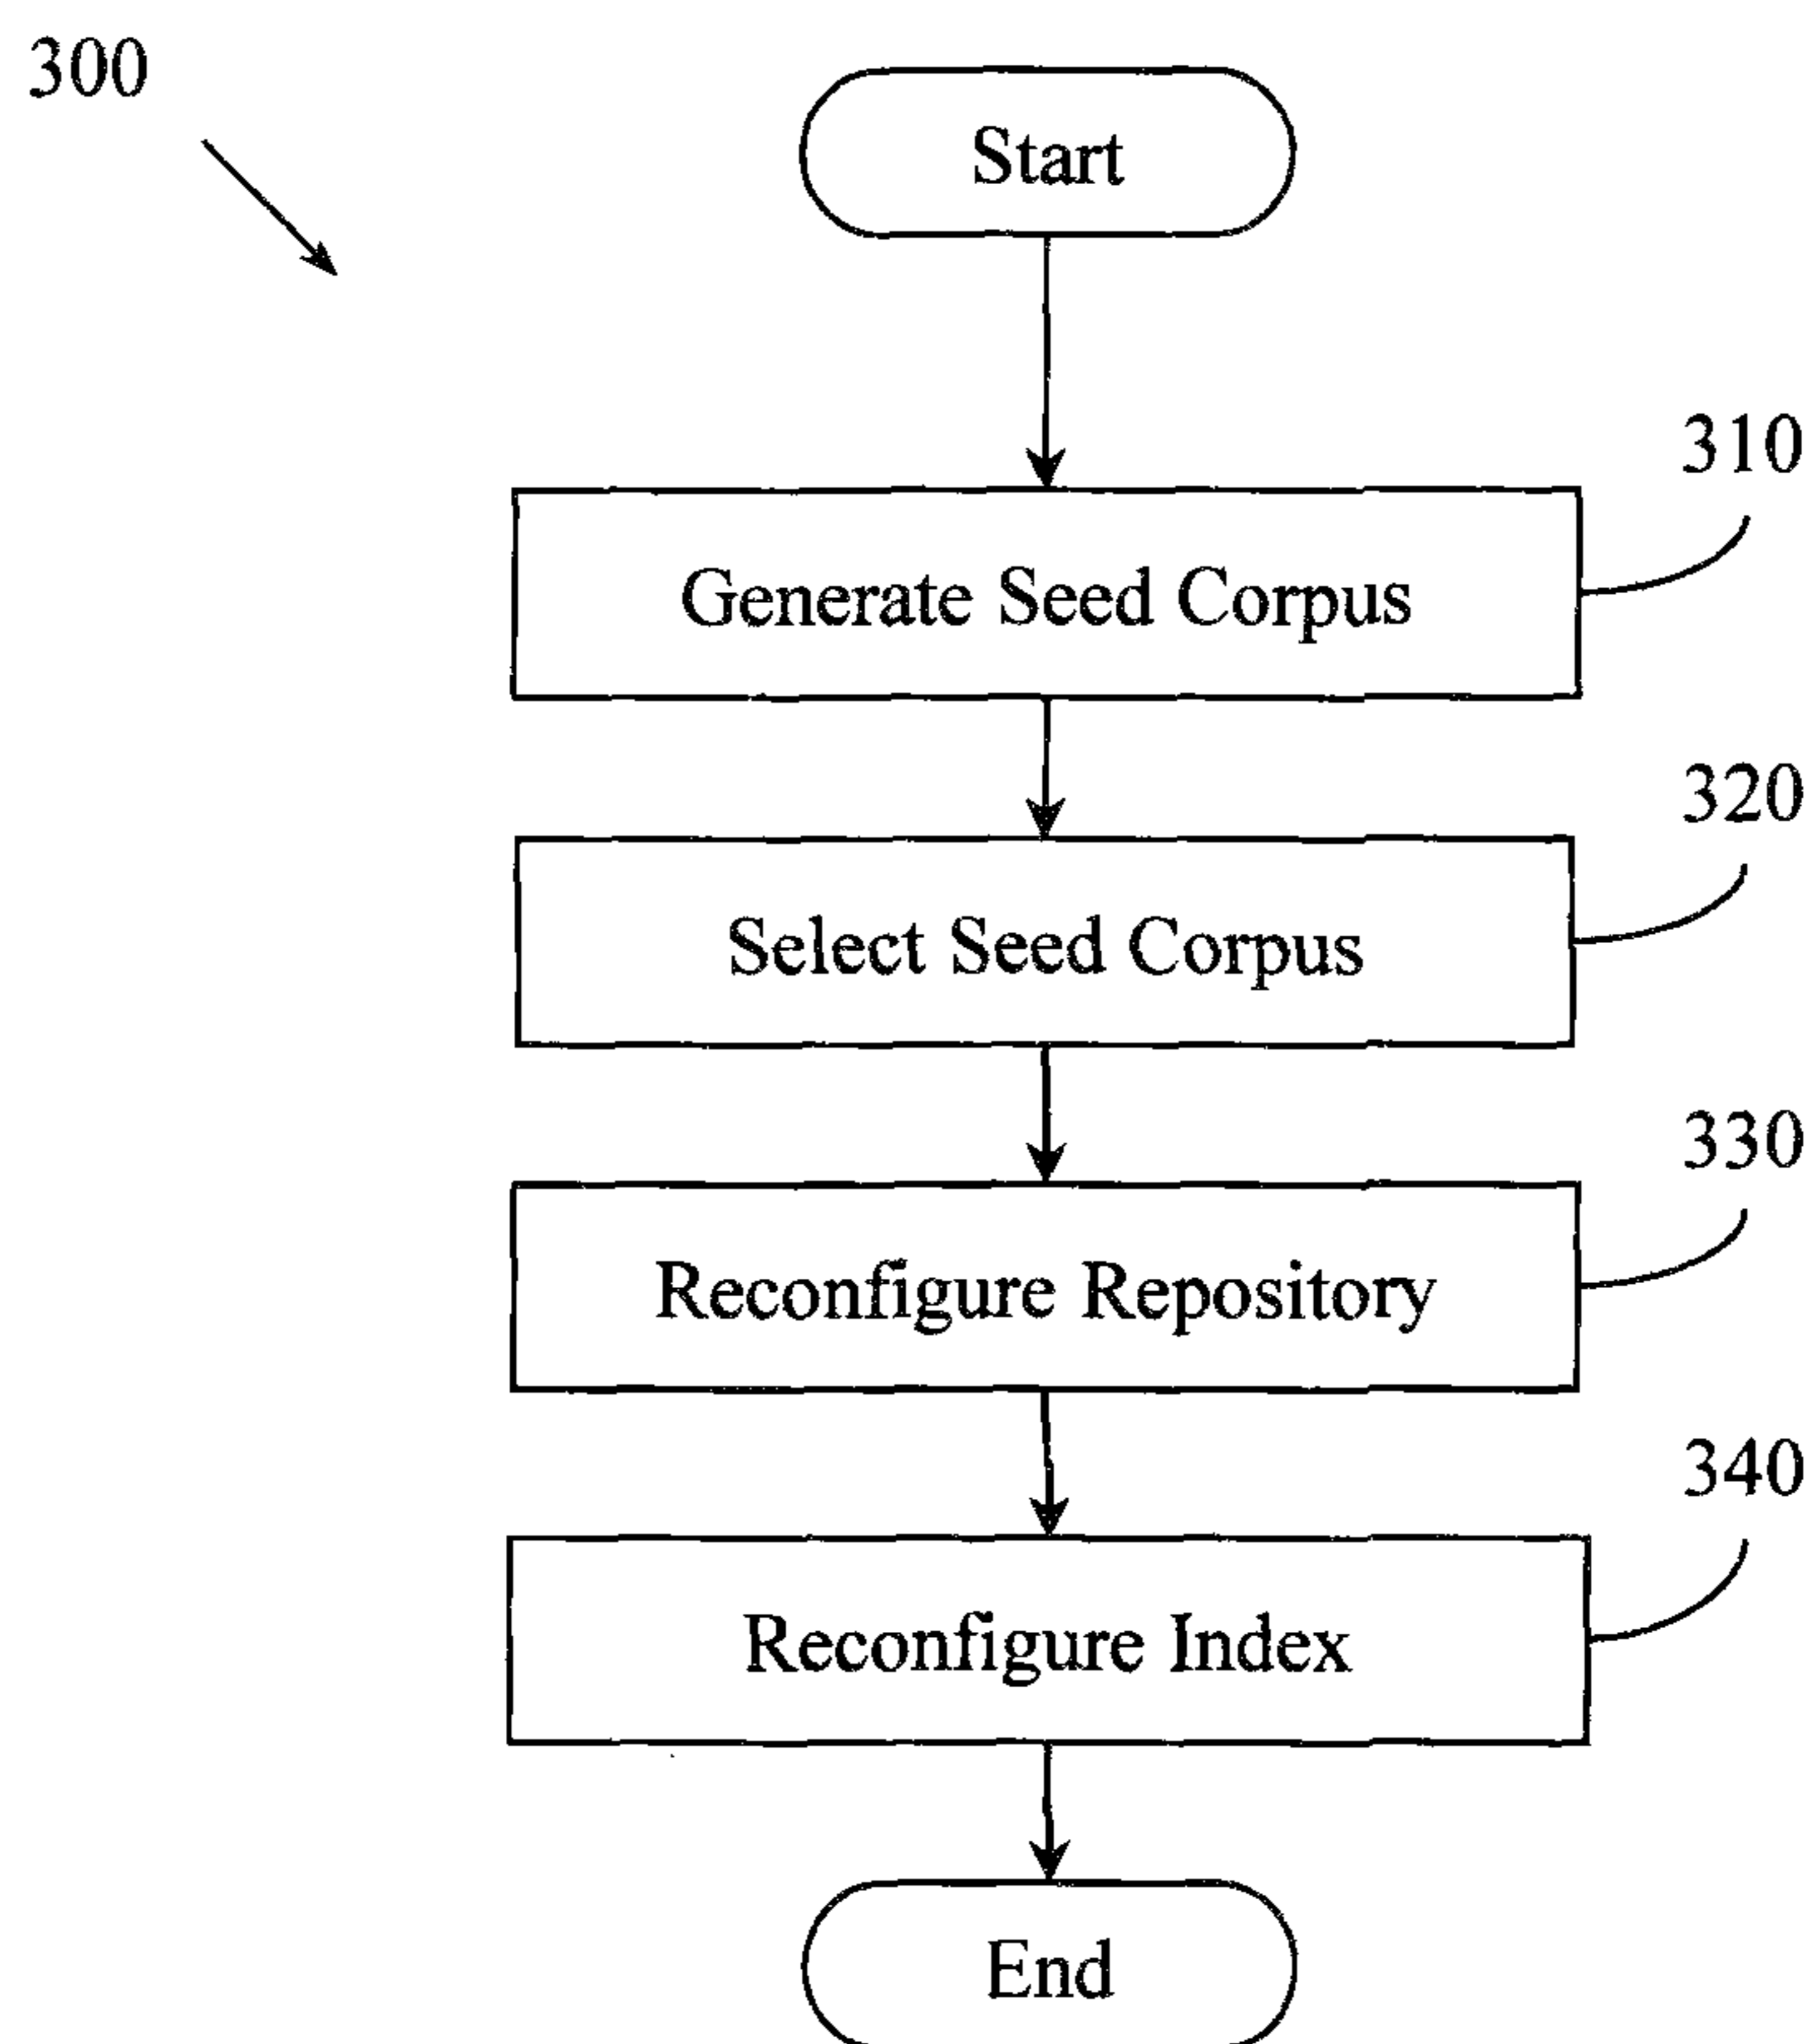 300
Start
310
Generate Seed Corpus
320
Select Seed Corpus
330
Reconfigure Repository
340
Reconfigure Index
End